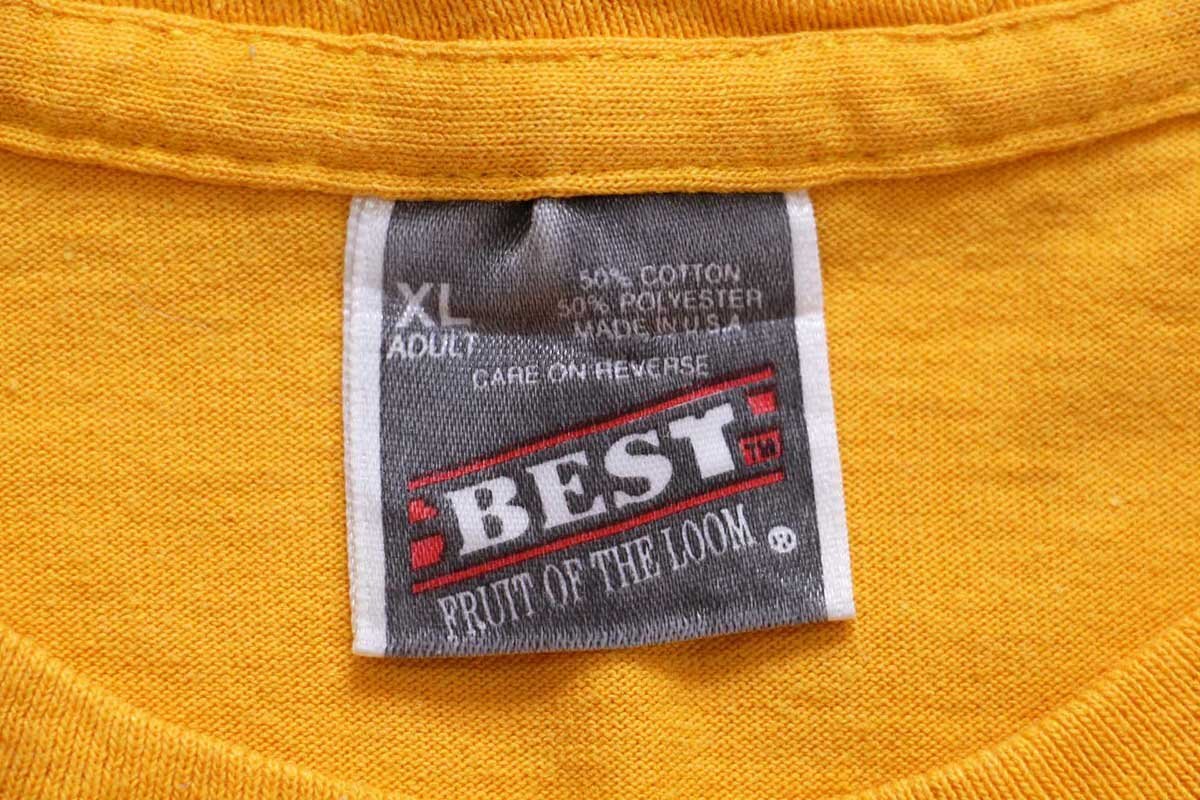 XL
ADULT
50% COTTON
50% POLYESTER
MADE IN U.S.A
CARE ON REVERSE
BEST
TM
FRUIT OF THE LOOM ®